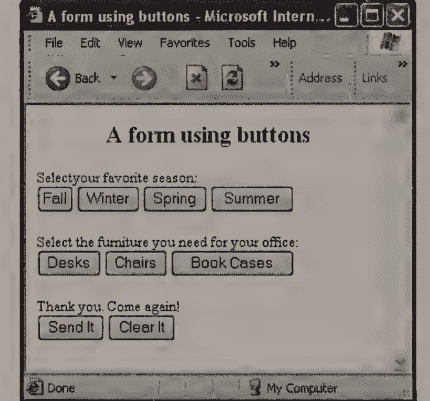 A form using buttons - Microsoft Intern...
File Edit View Favorites Tools Help
Back » Address Links »
A form using buttons
Selectyour favorite season:
Fall Winter Spring Summer
Select the furniture you need for your office:
Desks Chairs Book Cases
Thank you. Come again!
Send It Clear It
Done My Computer